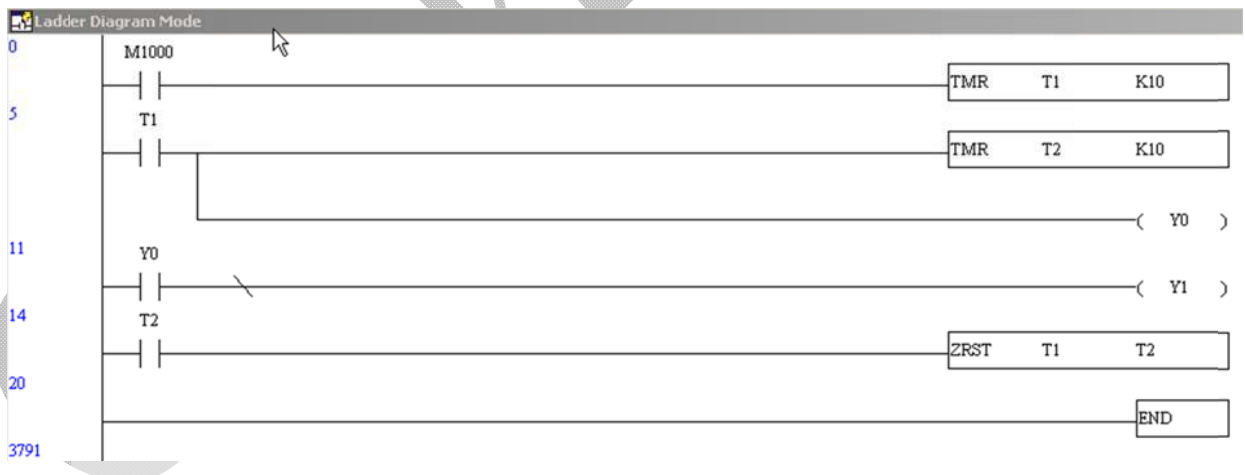 Ladder Diagram Mode
0
M1000
TMR T1 K10
5
T1
TMR T2 K10
( Y0 )
11
Y0
( Y1 )
14
T2
ZRST T1 T2
20
END
3791